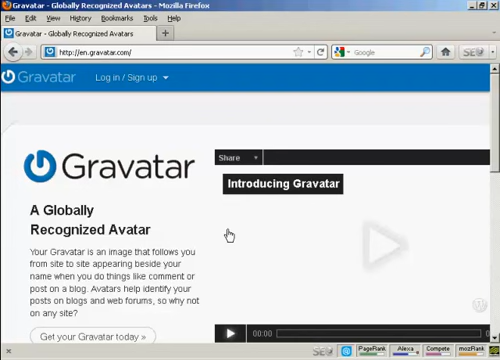 Gravatar - Globally Recognized Avatars - Mozilla Firefox
File Edit View History Bookmarks Tools Help
Gravatar - Globally Recognized Avatars +
http://en.gravatar.com/ Google
Gravatar Log in / Sign up
Gravatar
Share
Introducing Gravatar
A Globally
Recognized Avatar
Your Gravatar is an image that follows you
from site to site appearing beside your
name when you do things like comment or
post on a blog. Avatars help identify your
posts on blogs and web forums, so why not
on any site?
Get your Gravatar today »
00:00
PageRank Alexa Compete mozRank